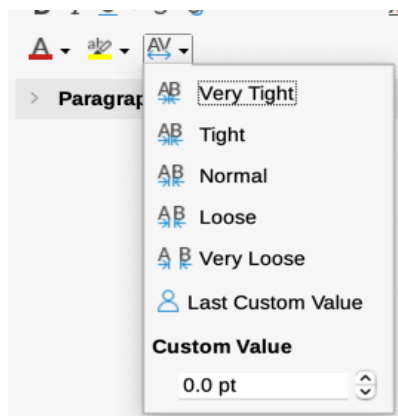 Paragrap
Very Tight
Tight
Normal
Loose
Very Loose
Last Custom Value
Custom Value
0.0 pt